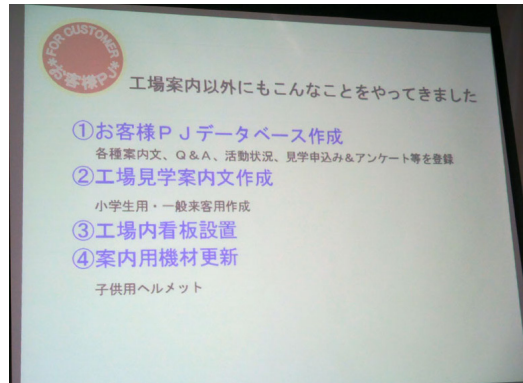 FOR CUSTOMER
お客様PJ
工場案内以外にもこんなことをやってきました
①お客様PJデータベース作成
各種案内文、Q&A、活動状況、見学申込み&アンケート等を登録
②工場見学案内文作成
小学生用・一般来客用作成
③工場内看板設置
④案内用機材更新
子供用ヘルメット